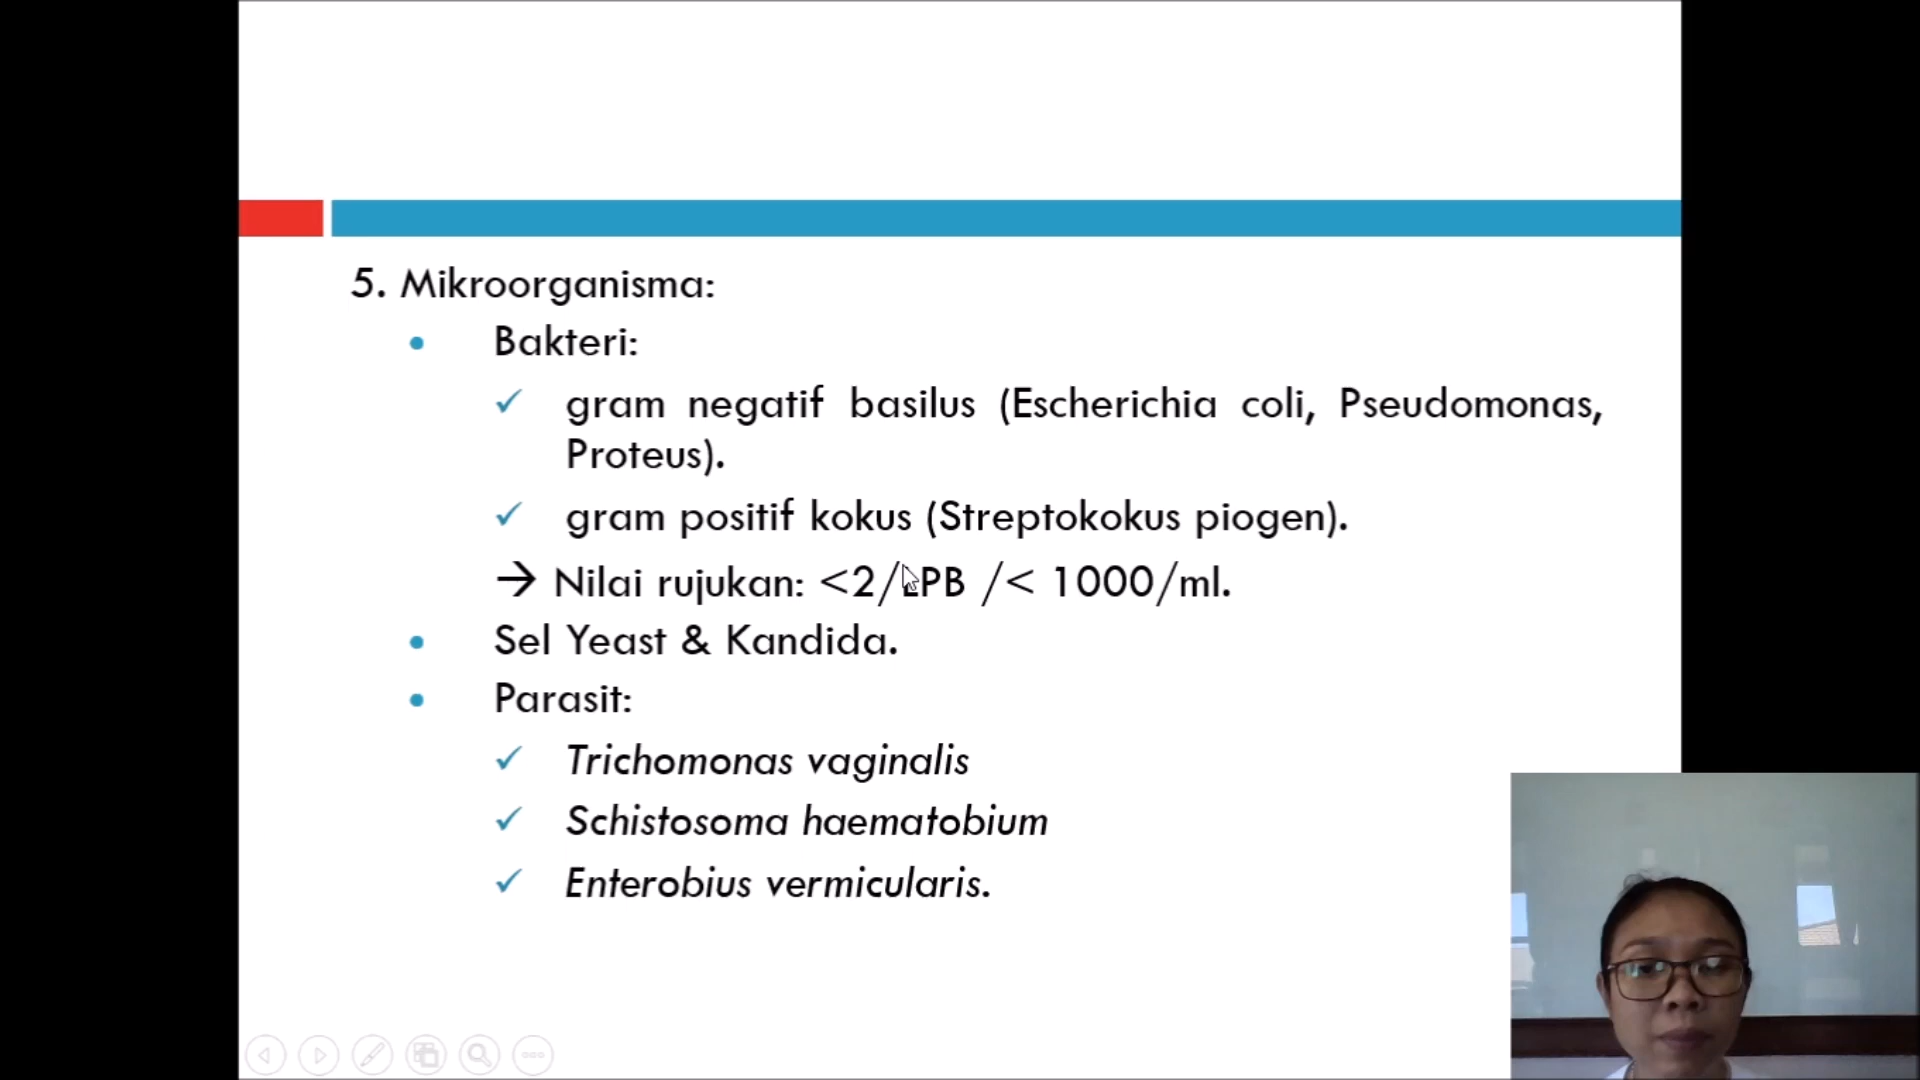 5. Mikroorganisma:
• Bakteri:
✓ gram negatif basilus (Escherichia coli, Pseudomonas,
Proteus).
✓ gram positif kokus (Streptokokus piogen).
→ Nilai rujukan: <2/LPB /< 1000/ml.
• Sel Yeast & Kandida.
• Parasit:
✓ Trichomonas vaginalis
✓ Schistosoma haematobium
✓ Enterobius vermicularis.